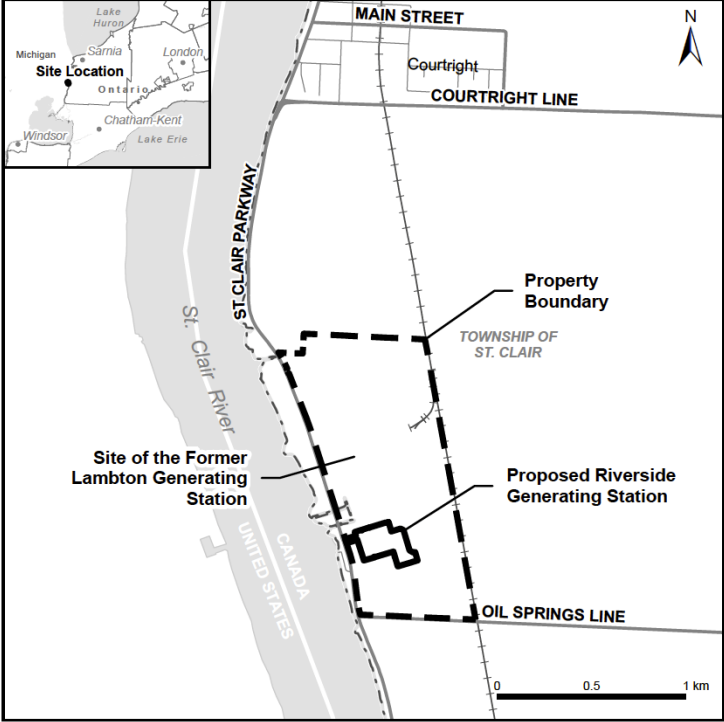 Lake
Huron
Michigan
Sarnia
London
Site Location
Ontario
Chatham-Kent
Windsor
Lake Erie
MAIN STREET
N
Courtright
COURTRIGHT LINE
ST. CLAIR PARKWAY
Property
Boundary
TOWNSHIP OF
ST. CLAIR
St. Clair River
Site of the Former
Lambton Generating
Station
Proposed Riverside
Generating Station
CANADA
UNITED STATES
OIL SPRINGS LINE
0 0.5 1 km